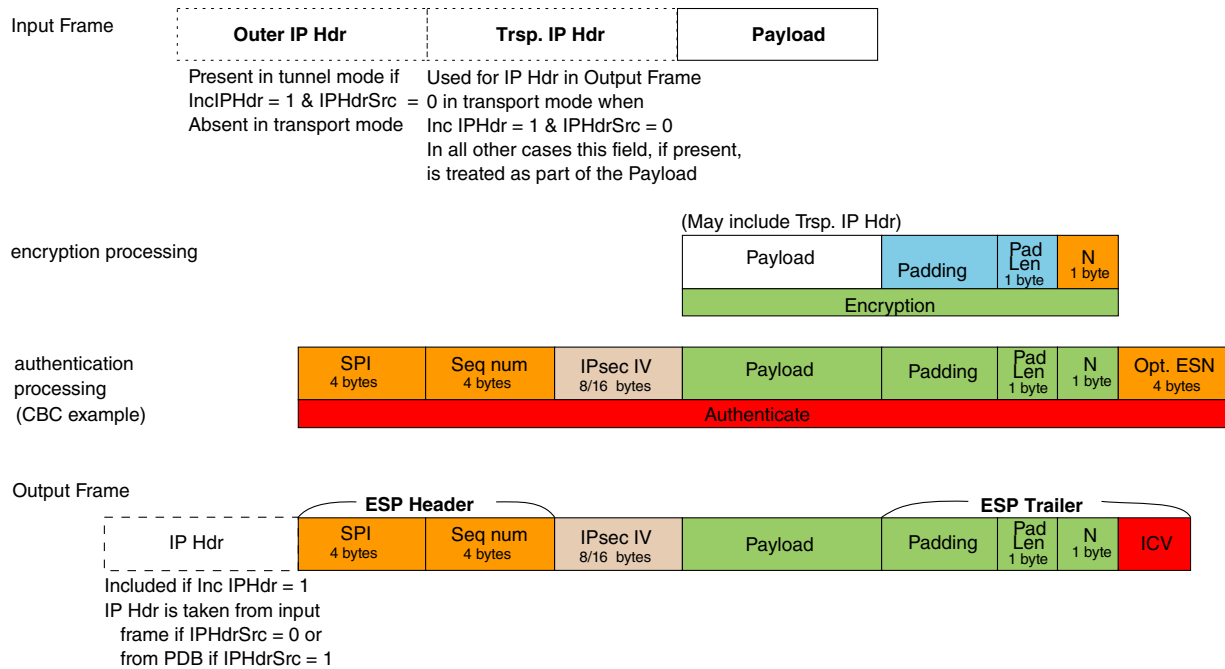 Input Frame
Outer IP Hdr
Trsp. IP Hdr
Payload
Present in tunnel mode if
IncIPHdr = 1 & IPHdrSrc = 0
Absent in transport mode
Used for IP Hdr in Output Frame
in transport mode when
Inc IPHdr = 1 & IPHdrSrc = 0
In all other cases this field, if present,
is treated as part of the Payload
(May include Trsp. IP Hdr)
encryption processing
Payload
Padding
Pad
Len
1 byte
N
1 byte
Encryption
authentication
processing
(CBC example)
SPI
4 bytes
Seq num
4 bytes
IPsec IV
8/16 bytes
Payload
Padding
Pad
Len
1 byte
N
1 byte
Opt. ESN
4 bytes
Authenticate
Output Frame
ESP Header
ESP Trailer
IP Hdr
SPI
4 bytes
Seq num
4 bytes
IPsec IV
8/16 bytes
Payload
Padding
Pad
Len
1 byte
N
1 byte
ICV
Included if Inc IPHdr = 1
IP Hdr is taken from input
frame if IPHdrSrc = 0 or
from PDB if IPHdrSrc = 1